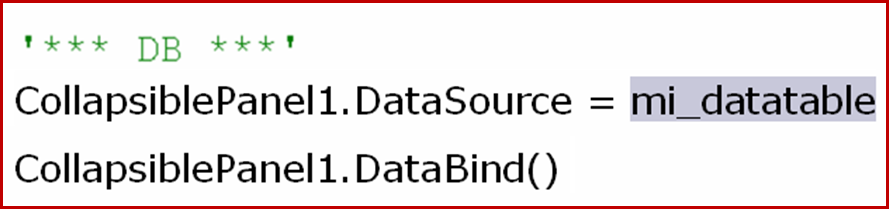 '*** DB ***'
CollapsiblePanel1.DataSource = mi_datatable
CollapsiblePanel1.DataBind()